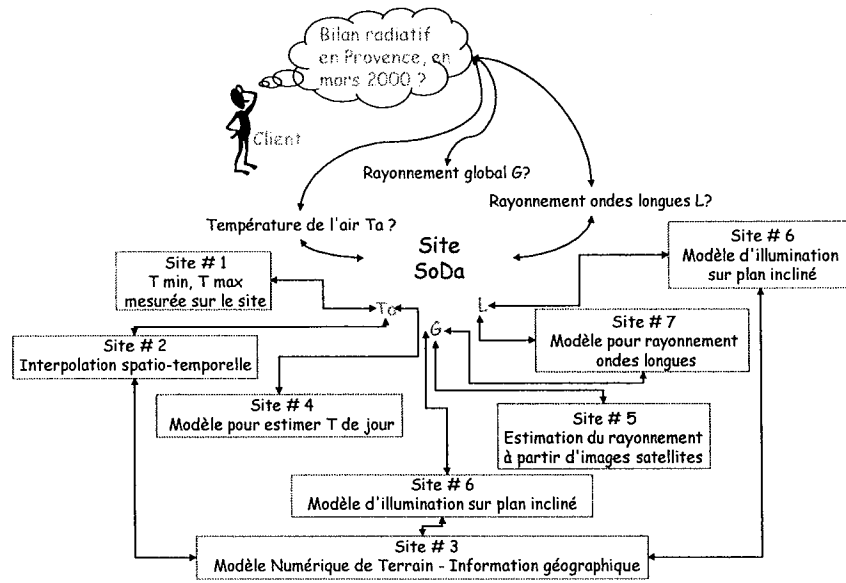 Bilan radiatif
en Provence, en
mars 2000 ?
Client
Rayonnement global G?
Rayonnement ondes longues L?
Température de l'air Ta ?
Site
SoDa
Site # 1
T min, T max
mesurée sur le site
Site # 6
Modèle d'illumination
sur plan incliné
Ta
L
G
Site # 2
Interpolation spatio-temporelle
Site # 7
Modèle pour rayonnement
ondes longues
Site # 4
Modèle pour estimer T de jour
Site # 5
Estimation du rayonnement
à partir d'images satellites
Site # 6
Modèle d'illumination sur plan incliné
Site # 3
Modèle Numérique de Terrain - Information géographique